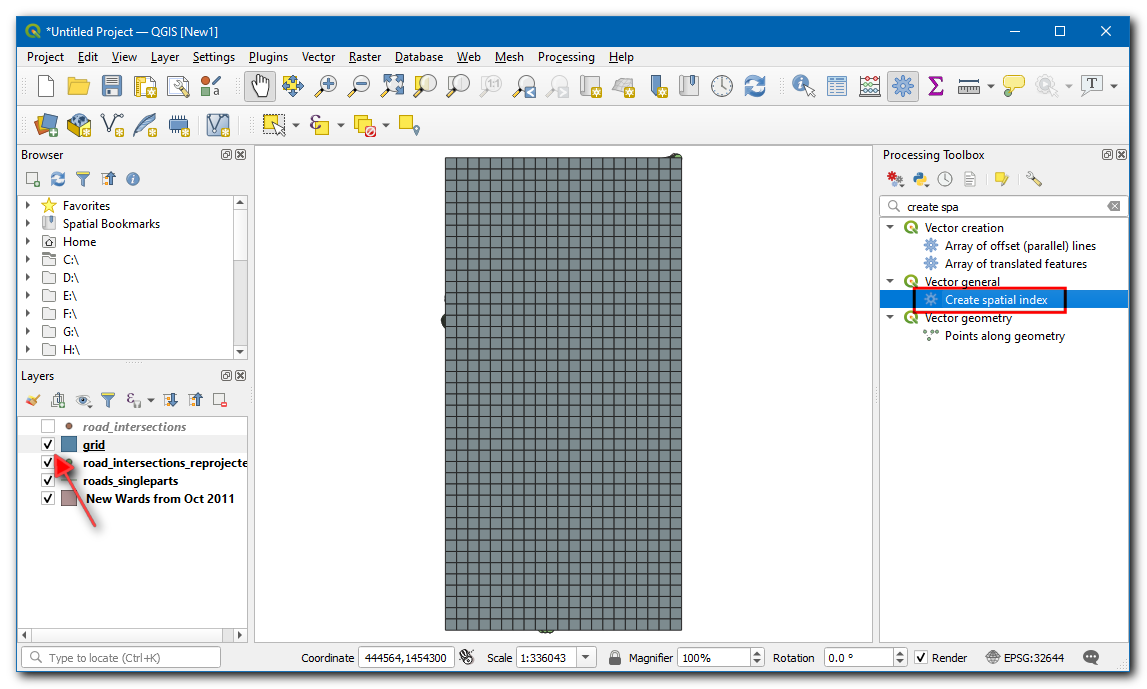 *Untitled Project — QGIS [New1]
Project Edit View Layer Settings Plugins Vector Raster Database Web Mesh Processing Help
1:1
a
T
Browser
Favorites
Spatial Bookmarks
Home
C:\
D:\
E:\
F:\
G:\
H:\
Layers
road_intersections
grid
road_intersections_reprojecte
roads_singleparts
New Wards from Oct 2011
Processing Toolbox
create spa
Vector creation
Array of offset (parallel) lines
Array of translated features
Vector general
Create spatial index
Vector geometry
Points along geometry
Type to locate (Ctrl+K)
Coordinate 444564,1454300 Scale 1:336043 Magnifier 100% Rotation 0.0 ° Render EPSG:32644